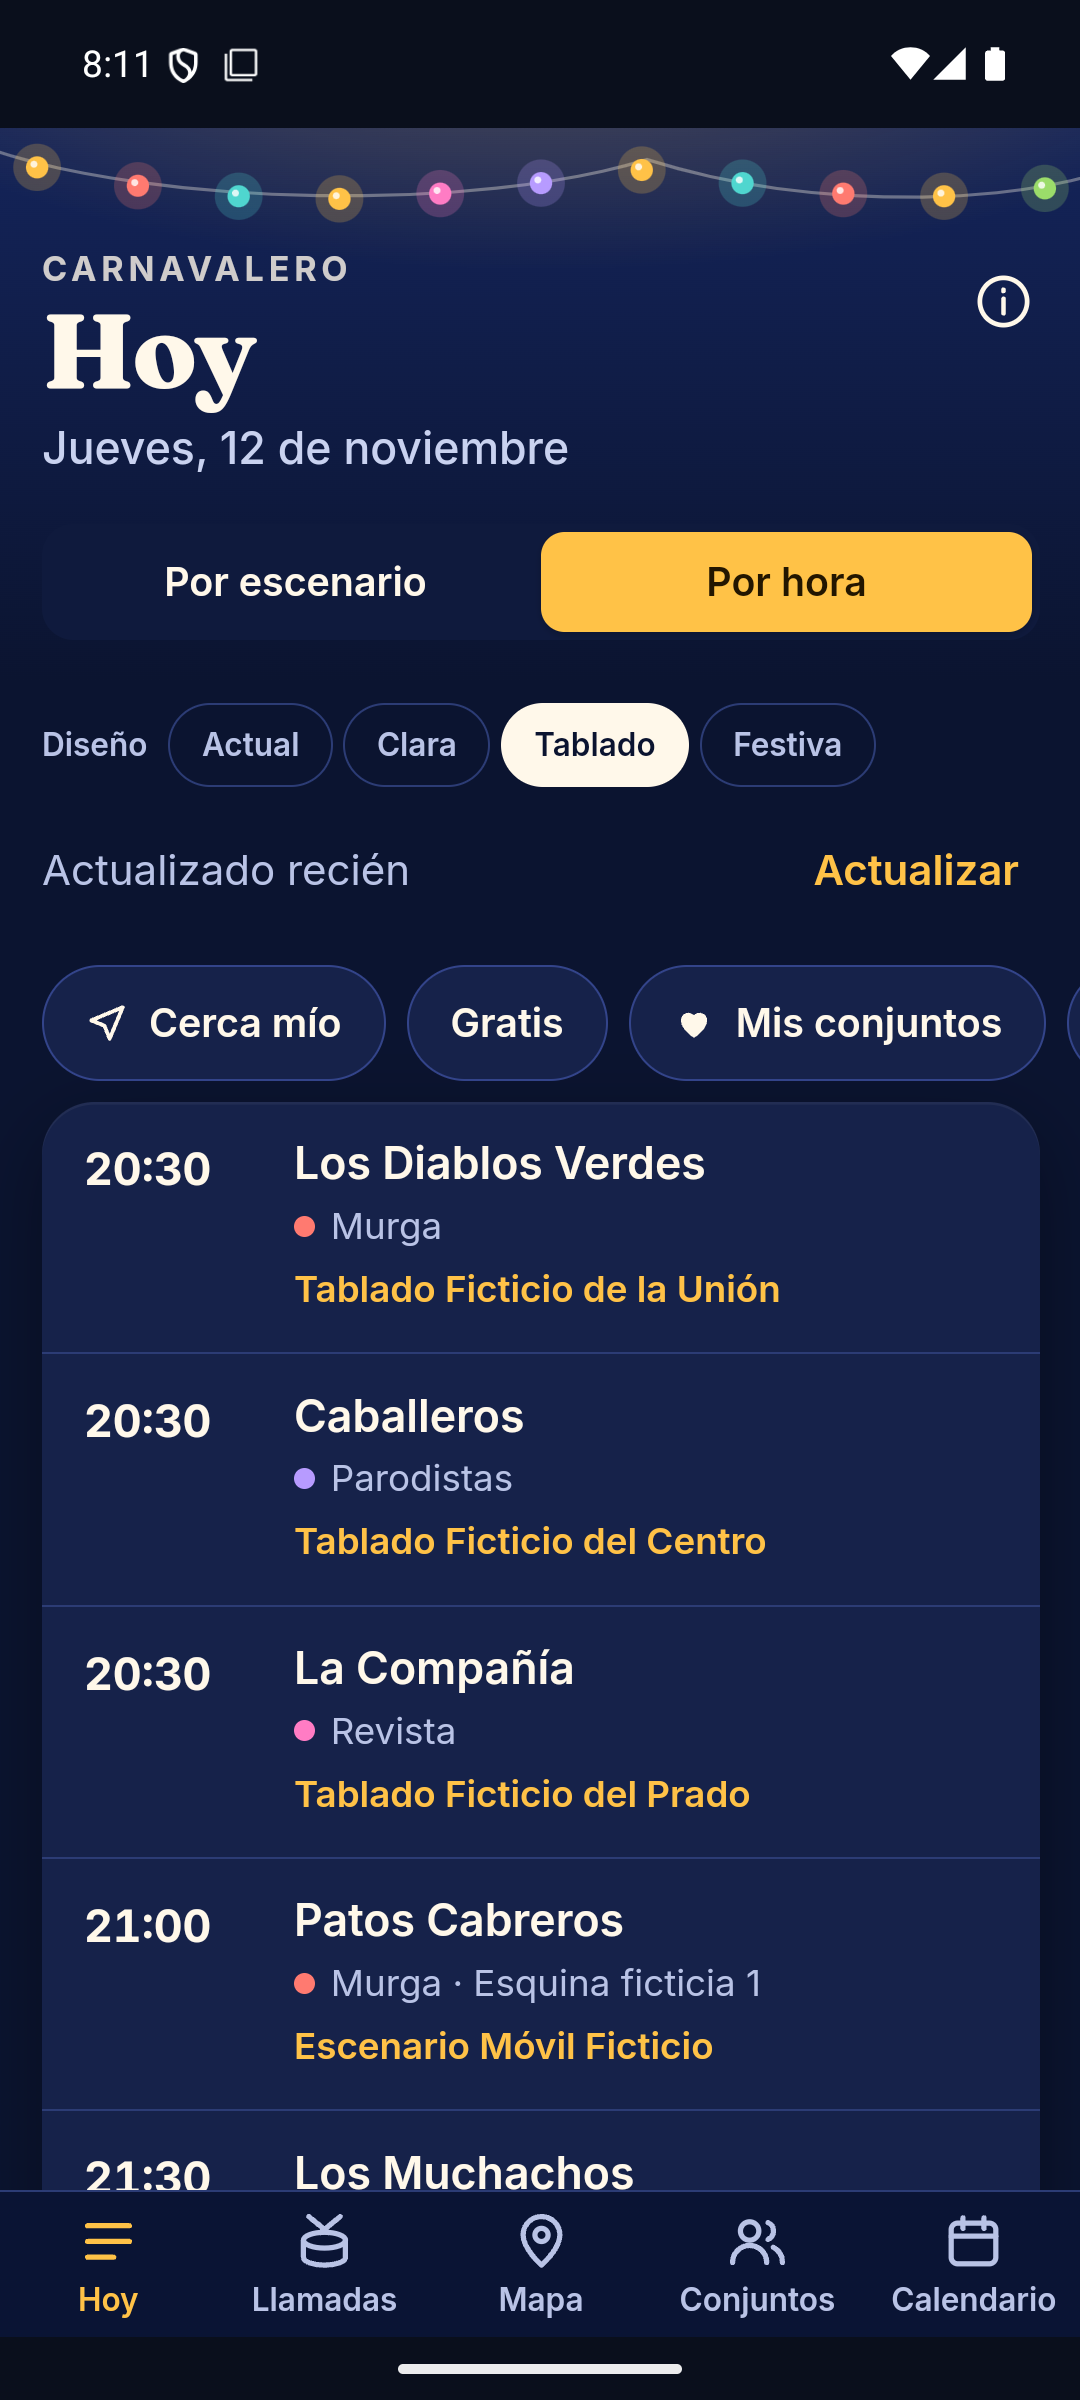 8:11
CARNAVALERO
Hoy
Jueves, 12 de noviembre
Por escenario
Por hora
Diseño
Actual
Clara
Tablado
Festiva
Actualizado recién
Actualizar
Cerca mío
Gratis
Mis conjuntos
20:30
Los Diablos Verdes
Murga
Tablado Ficticio de la Unión
20:30
Caballeros
Parodistas
Tablado Ficticio del Centro
20:30
La Compañía
Revista
Tablado Ficticio del Prado
21:00
Patos Cabreros
Murga · Esquina ficticia 1
Escenario Móvil Ficticio
21:30
Los Muchachos
Hoy
Llamadas
Mapa
Conjuntos
Calendario